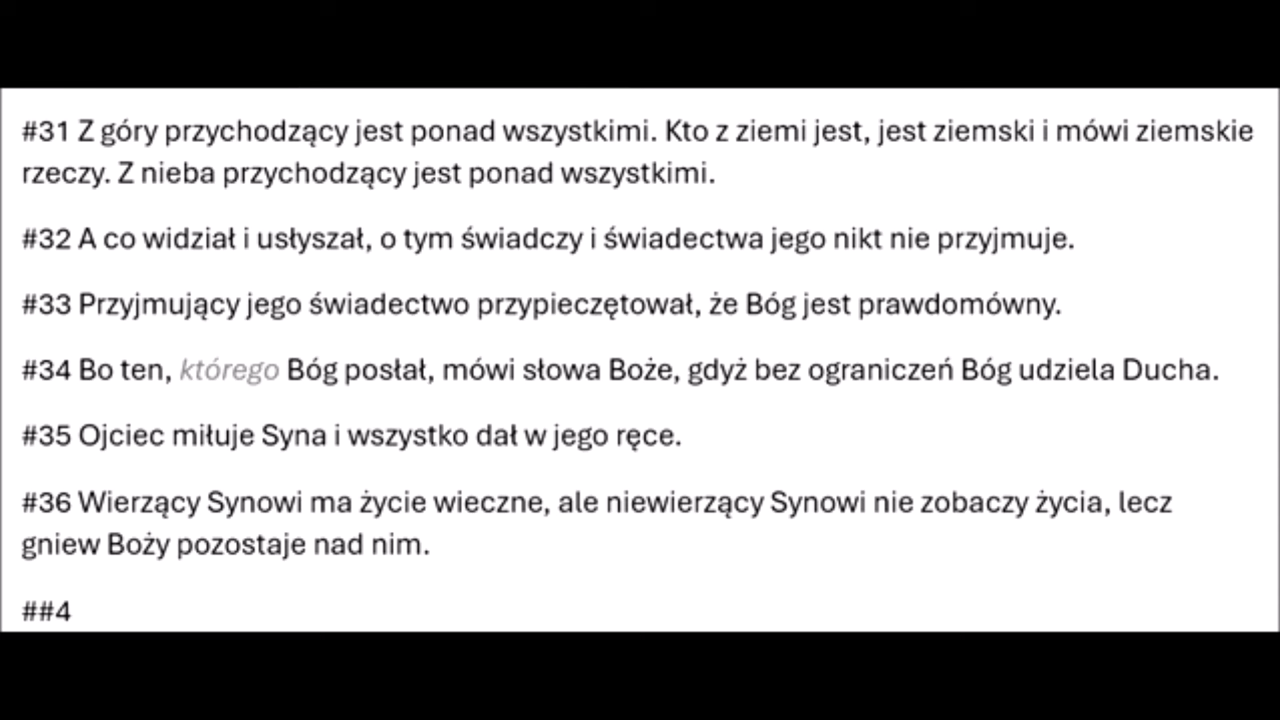 #31 Z góry przychodzący jest ponad wszystkimi. Kto z ziemi jest, jest ziemski i mówi ziemskie
rzeczy. Z nieba przychodzący jest ponad wszystkimi.
#32 A co widział i usłyszał, o tym świadczy i świadectwa jego nikt nie przyjmuje.
#33 Przyjmujący jego świadectwo przypieczętował, że Bóg jest prawdomówny.
#34 Bo ten, którego Bóg posłał, mówi słowa Boże, gdyż bez ograniczeń Bóg udziela Ducha.
#35 Ojciec miłuje Syna i wszystko dał w jego ręce.
#36 Wierzący Synowi ma życie wieczne, ale niewierzący Synowi nie zobaczy życia, lecz
gniew Boży pozostaje nad nim.
##4